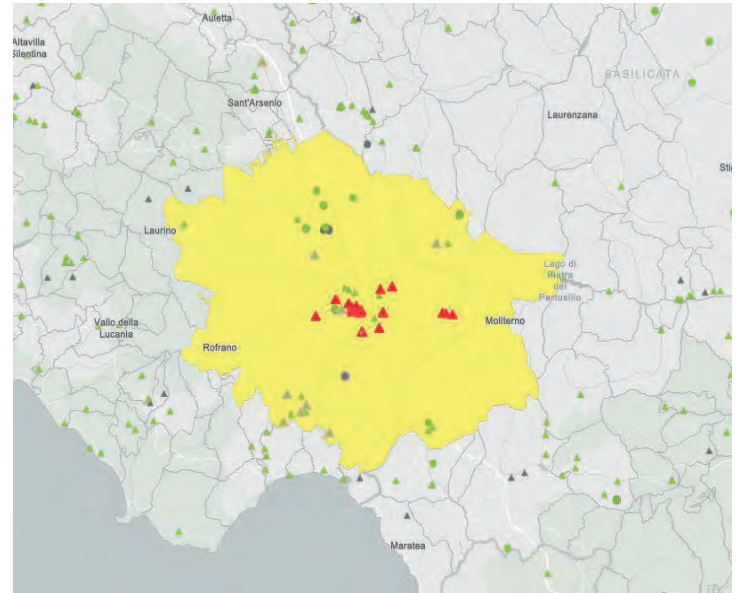 Auletta
Altavilla
Silentina
BASILICATA
Sant'Arsenio
Laurenzana
Laurino
Lago di
Pietra
del
Pertusillo
Vallo della
Lucania
Moliterno
Rofrano
Maratea